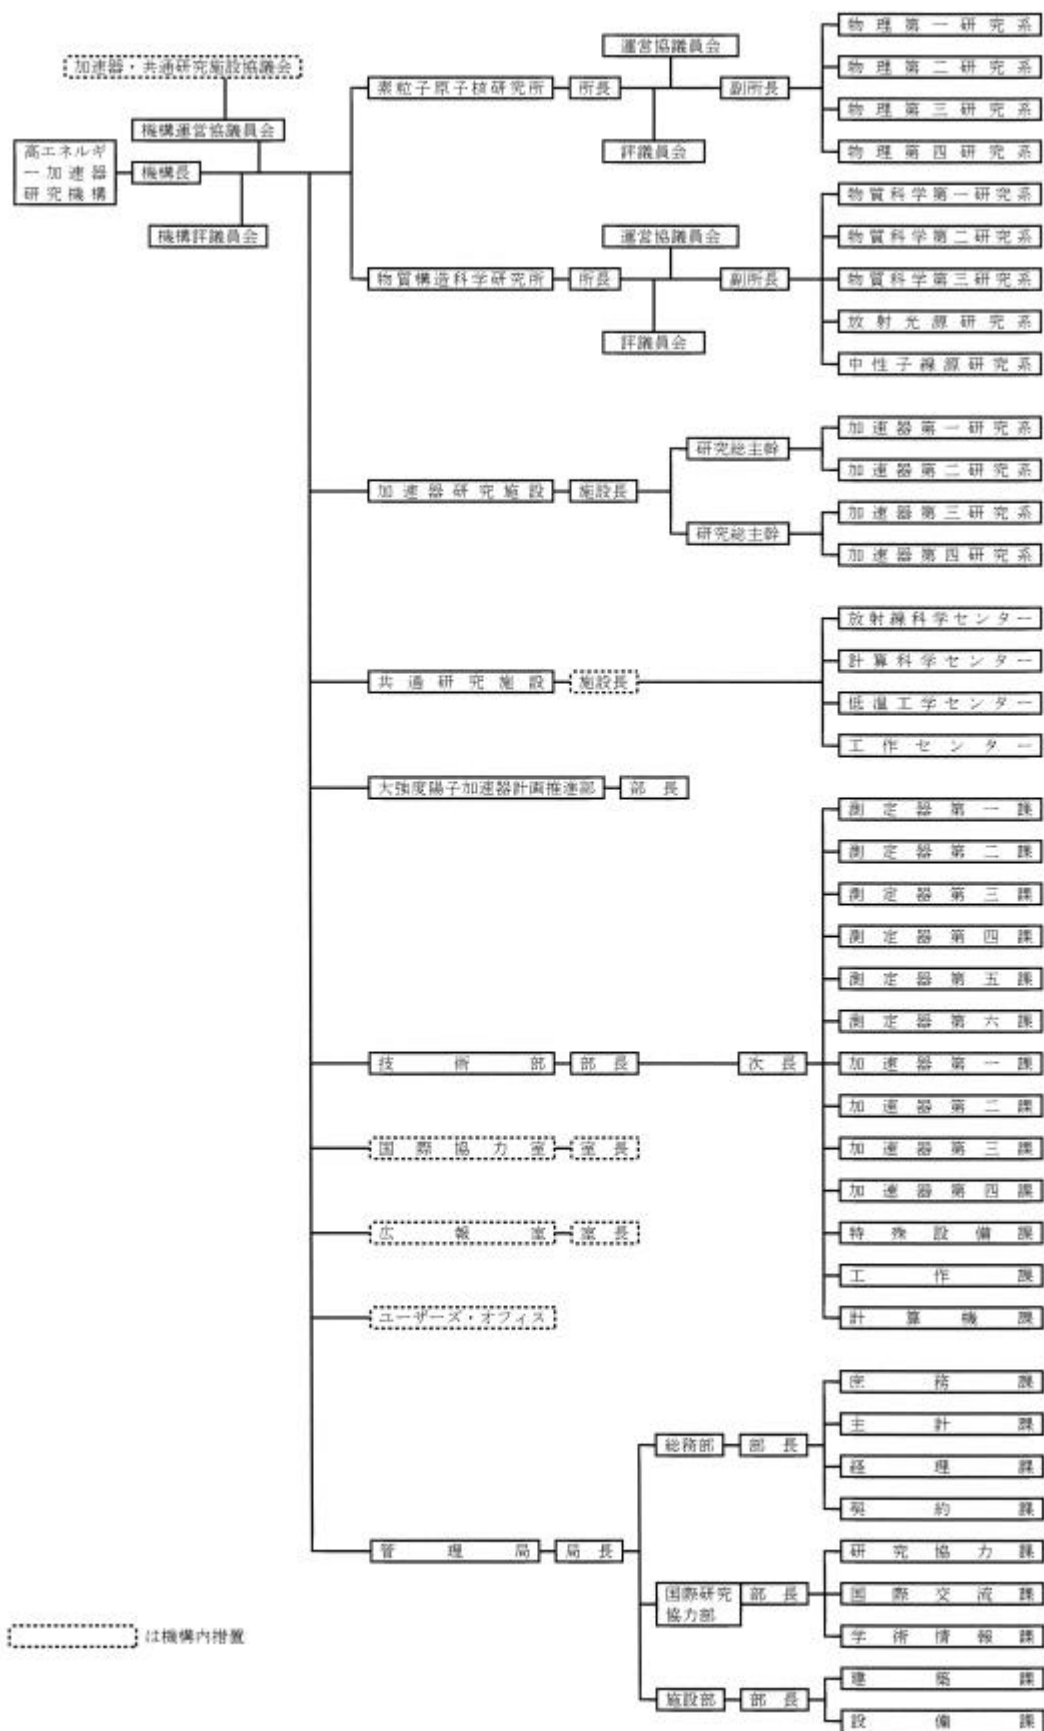 加速器・共通研究施設協議会
機構運営協議員会
高エネルギ
ー加速器
研究機構
機構長
機構評議員会
素粒子原子核研究所
所長
運営協議員会
評議員会
副所長
物理第一研究系
物理第二研究系
物理第三研究系
物理第四研究系
物質構造科学研究所
所長
運営協議員会
評議員会
副所長
物質科学第一研究系
物質科学第二研究系
物質科学第三研究系
放射光源研究系
中性子線源研究系
加速器研究施設
施設長
研究総主幹
加速器第一研究系
加速器第二研究系
研究総主幹
加速器第三研究系
加速器第四研究系
共通研究施設
施設長
放射線科学センター
計算科学センター
低温工学センター
工作センター
大強度陽子加速器計画推進部
部長
技術部
部長
次長
測定器第一課
測定器第二課
測定器第三課
測定器第四課
測定器第五課
測定器第六課
加速器第一課
加速器第二課
加速器第三課
加速器第四課
特殊設備課
工作課
計算機課
国際協力室
室長
広報室
室長
ユーザーズ・オフィス
管理局
局長
総務部
部長
庶務課
主計課
経理課
契約課
国際研究
協力部
部長
研究協力課
国際交流課
学術情報課
施設部
部長
建築課
設備課
は機構内措置